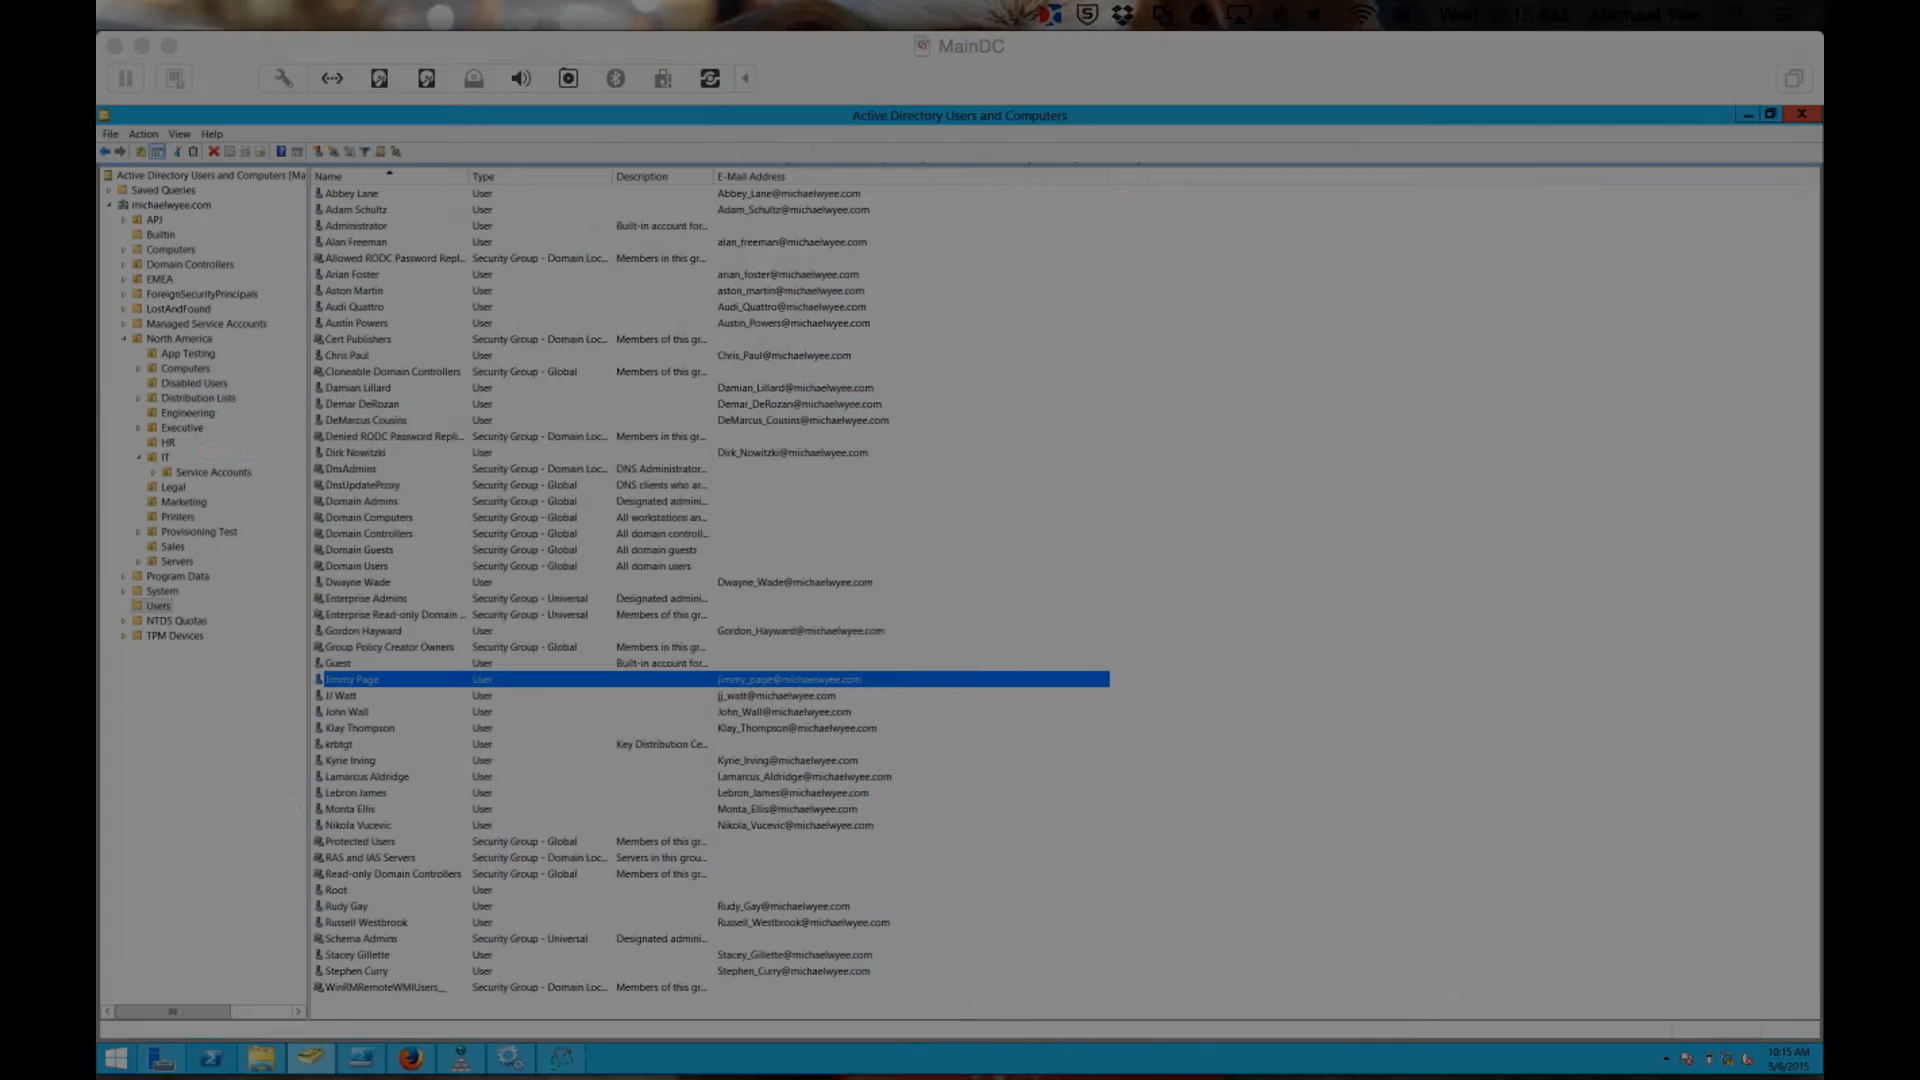 Wed 10:15 AM Michael Yee
MainDC
Active Directory Users and Computers
File Action View Help
Active Directory Users and Computers [Ma
Saved Queries
michaelwyee.com
APJ
Builtin
Computers
Domain Controllers
EMEA
ForeignSecurityPrincipals
LostAndFound
Managed Service Accounts
North America
App Testing
Computers
Disabled Users
Distribution Lists
Engineering
Executive
HR
IT
Service Accounts
Legal
Marketing
Printers
Provisioning Test
Sales
Servers
Program Data
System
Users
NTDS Quotas
TPM Devices
Name Type Description E-Mail Address
Abbey Lane User Abbey_Lane@michaelwyee.com
Adam Schultz User Adam_Schultz@michaelwyee.com
Administrator User Built-in account for...
Alan Freeman User alan_freeman@michaelwyee.com
Allowed RODC Password Repl... Security Group - Domain Loc... Members in this gr...
Arian Foster User arian_foster@michaelwyee.com
Aston Martin User aston_martin@michaelwyee.com
Audi Quattro User Audi_Quattro@michaelwyee.com
Austin Powers User Austin_Powers@michaelwyee.com
Cert Publishers Security Group - Domain Loc... Members of this gr...
Chris Paul User Chris_Paul@michaelwyee.com
Cloneable Domain Controllers Security Group - Global Members of this gr...
Damian Lillard User Damian_Lillard@michaelwyee.com
Demar DeRozan User Demar_DeRozan@michaelwyee.com
DeMarcus Cousins User DeMarcus_Cousins@michaelwyee.com
Denied RODC Password Repli... Security Group - Domain Loc... Members in this gr...
Dirk Nowitzki User Dirk_Nowitzki@michaelwyee.com
DnsAdmins Security Group - Domain Loc... DNS Administrator...
DnsUpdateProxy Security Group - Global DNS clients who ar...
Domain Admins Security Group - Global Designated admini...
Domain Computers Security Group - Global All workstations an...
Domain Controllers Security Group - Global All domain controll...
Domain Guests Security Group - Global All domain guests
Domain Users Security Group - Global All domain users
Dwayne Wade User Dwayne_Wade@michaelwyee.com
Enterprise Admins Security Group - Universal Designated admini...
Enterprise Read-only Domain ... Security Group - Universal Members of this gr...
Gordon Hayward User Gordon_Hayward@michaelwyee.com
Group Policy Creator Owners Security Group - Global Members in this gr...
Guest User Built-in account for...
Jimmy Page User jimmy_page@michaelwyee.com
JJ Watt User jj_watt@michaelwyee.com
John Wall User John_Wall@michaelwyee.com
Klay Thompson User Klay_Thompson@michaelwyee.com
krbtgt User Key Distribution Ce...
Kyrie Irving User Kyrie_Irving@michaelwyee.com
Lamarcus Aldridge User Lamarcus_Aldridge@michaelwyee.com
Lebron James User Lebron_James@michaelwyee.com
Monta Ellis User Monta_Ellis@michaelwyee.com
Nikola Vucevic User Nikola_Vucevic@michaelwyee.com
Protected Users Security Group - Global Members of this gr...
RAS and IAS Servers Security Group - Domain Loc... Servers in this grou...
Read-only Domain Controllers Security Group - Global Members of this gr...
Root User
Rudy Gay User Rudy_Gay@michaelwyee.com
Russell Westbrook User Russell_Westbrook@michaelwyee.com
Schema Admins Security Group - Universal Designated admini...
Stacey Gillette User Stacey_Gillette@michaelwyee.com
Stephen Curry User Stephen_Curry@michaelwyee.com
WinRMRemoteWMIUsers__ Security Group - Domain Loc... Members of this gr...
10:15 AM
5/6/2015